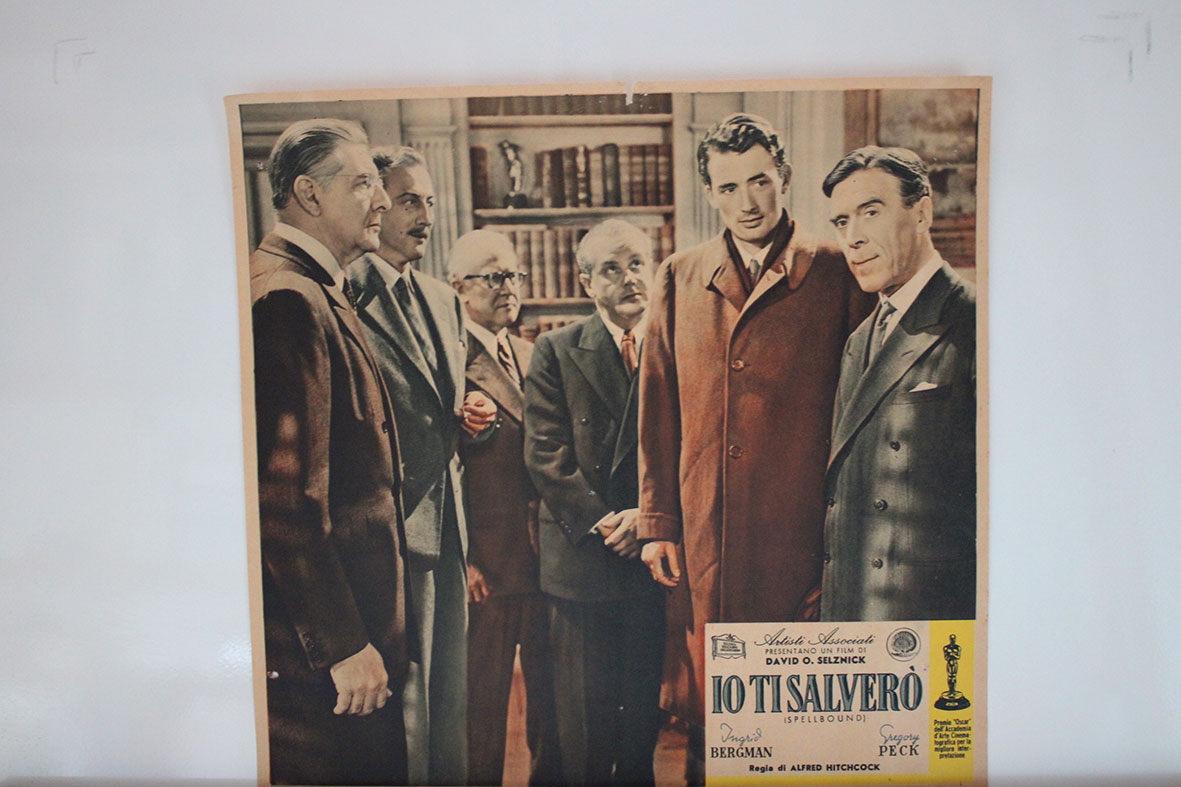 Artisti Associati
PRESENTANO UN FILM DI
DAVID O. SELZNICK
IO TI SALVERÒ
(SPELLBOUND)
Ingrid BERGMAN
Gregory PECK
Regia di ALFRED HITCHCOCK
Premio "Oscar"
dell'Accademia
d'Arte Cinema-
tografica per la
migliore inter-
pretazione